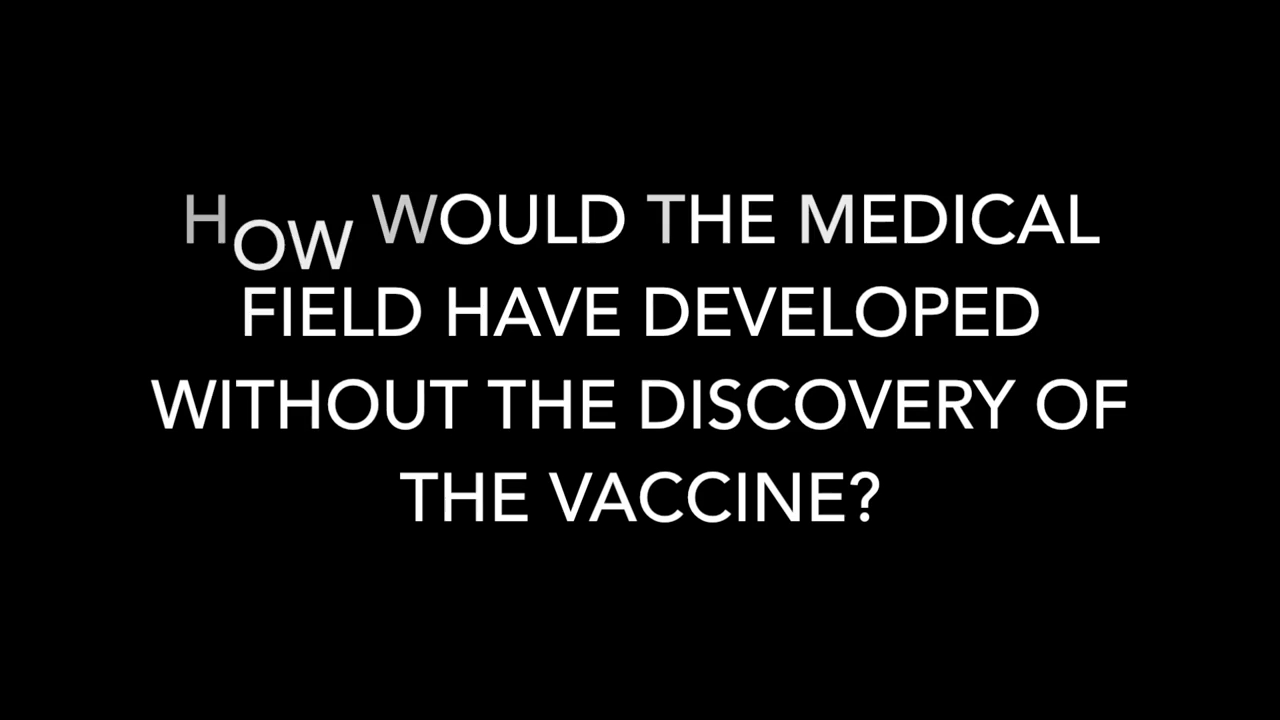 HOW WOULD THE MEDICAL
FIELD HAVE DEVELOPED
WITHOUT THE DISCOVERY OF
THE VACCINE?